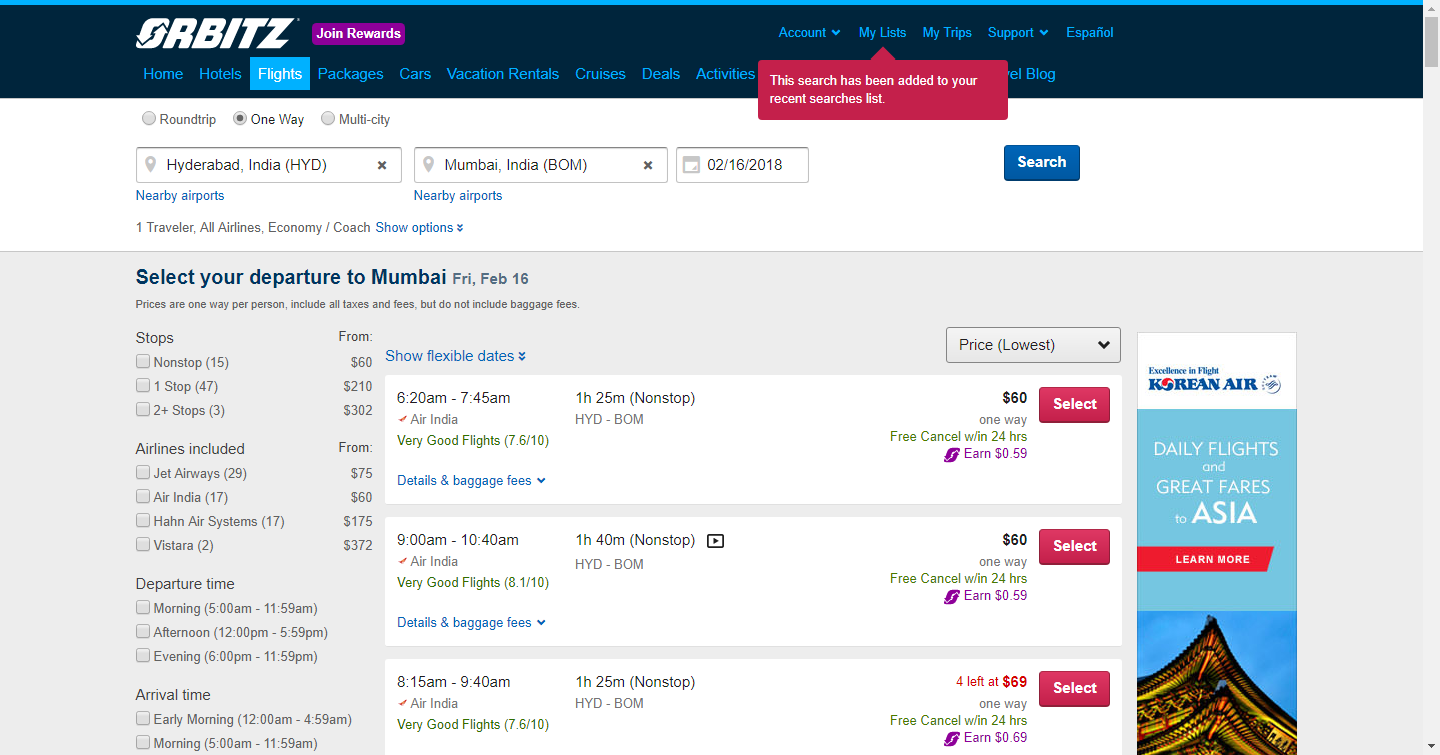 ORBITZ
Join Rewards
Account
My Lists
My Trips
Support
Español
Home
Hotels
Flights
Packages
Cars
Vacation Rentals
Cruises
Deals
Activities
Blog
This search has been added to your
recent searches list.
Roundtrip
One Way
Multi-city
Hyderabad, India (HYD)
Mumbai, India (BOM)
02/16/2018
Search
Nearby airports
Nearby airports
1 Traveler, All Airlines, Economy / Coach Show options
Select your departure to Mumbai Fri, Feb 16
Prices are one way per person, include all taxes and fees, but do not include baggage fees.
Stops From:
Nonstop (15) $60
1 Stop (47) $210
2+ Stops (3) $302
Airlines included From:
Jet Airways (29) $75
Air India (17) $60
Hahn Air Systems (17) $175
Vistara (2) $372
Departure time
Morning (5:00am - 11:59am)
Afternoon (12:00pm - 5:59pm)
Evening (6:00pm - 11:59pm)
Arrival time
Early Morning (12:00am - 4:59am)
Morning (5:00am - 11:59am)
Show flexible dates
Price (Lowest)
6:20am - 7:45am 1h 25m (Nonstop) $60 Select
Air India HYD - BOM one way
Very Good Flights (7.6/10) Free Cancel w/in 24 hrs
Earn $0.59
Details & baggage fees
9:00am - 10:40am 1h 40m (Nonstop) $60 Select
Air India HYD - BOM one way
Very Good Flights (8.1/10) Free Cancel w/in 24 hrs
Earn $0.59
Details & baggage fees
8:15am - 9:40am 1h 25m (Nonstop) 4 left at $69 Select
Air India HYD - BOM one way
Very Good Flights (7.6/10) Free Cancel w/in 24 hrs
Earn $0.69
Excellence in Flight
KOREAN AIR
DAILY FLIGHTS
and
GREAT FARES
to ASIA
LEARN MORE